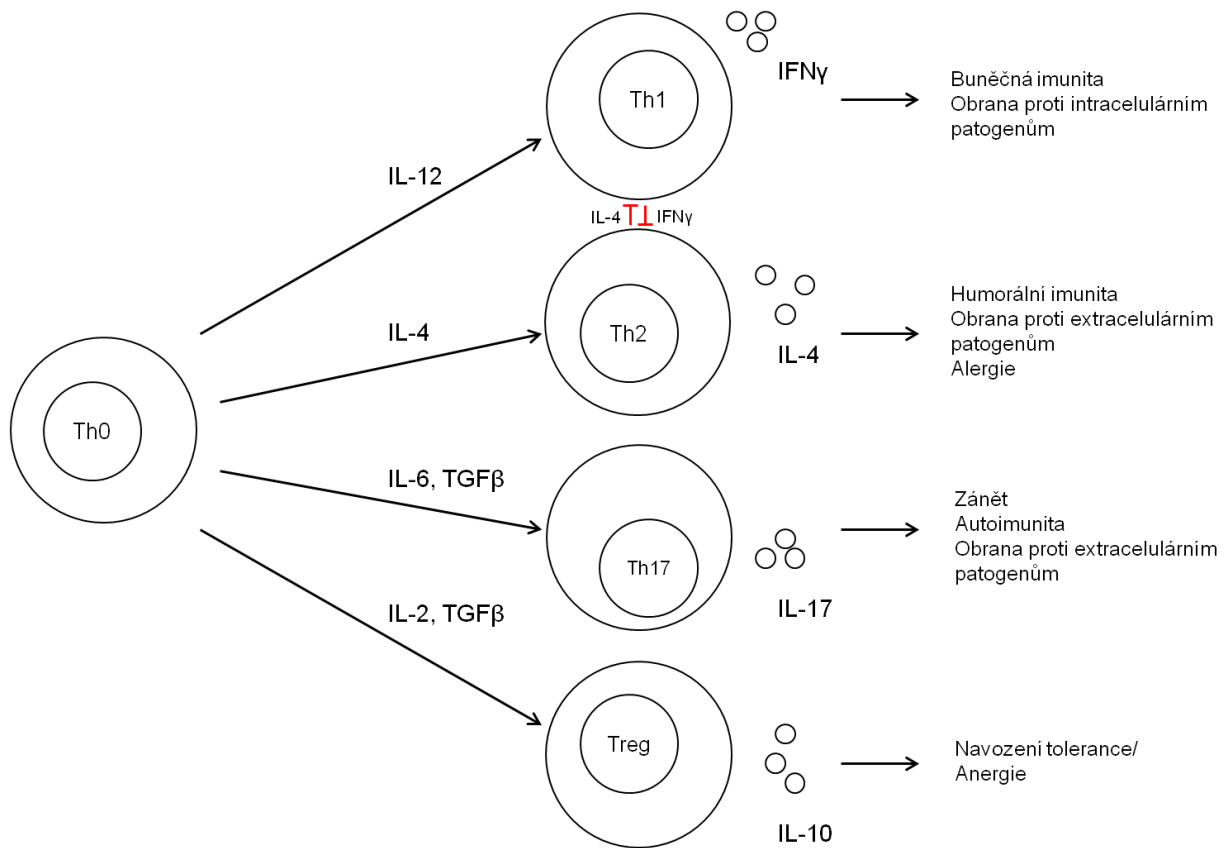 Th0
IL-12
IL-4
IL-6, TGFβ
IL-2, TGFβ
Th1
IFNγ
Buněčná imunita
Obrana proti intracelulárním
patogenům
IL-4
IFNγ
Th2
IL-4
Humorální imunita
Obrana proti extracelulárním
patogenům
Alergie
Th17
IL-17
Zánět
Autoimunita
Obrana proti extracelulárním
patogenům
Treg
IL-10
Navození tolerance/
Anergie